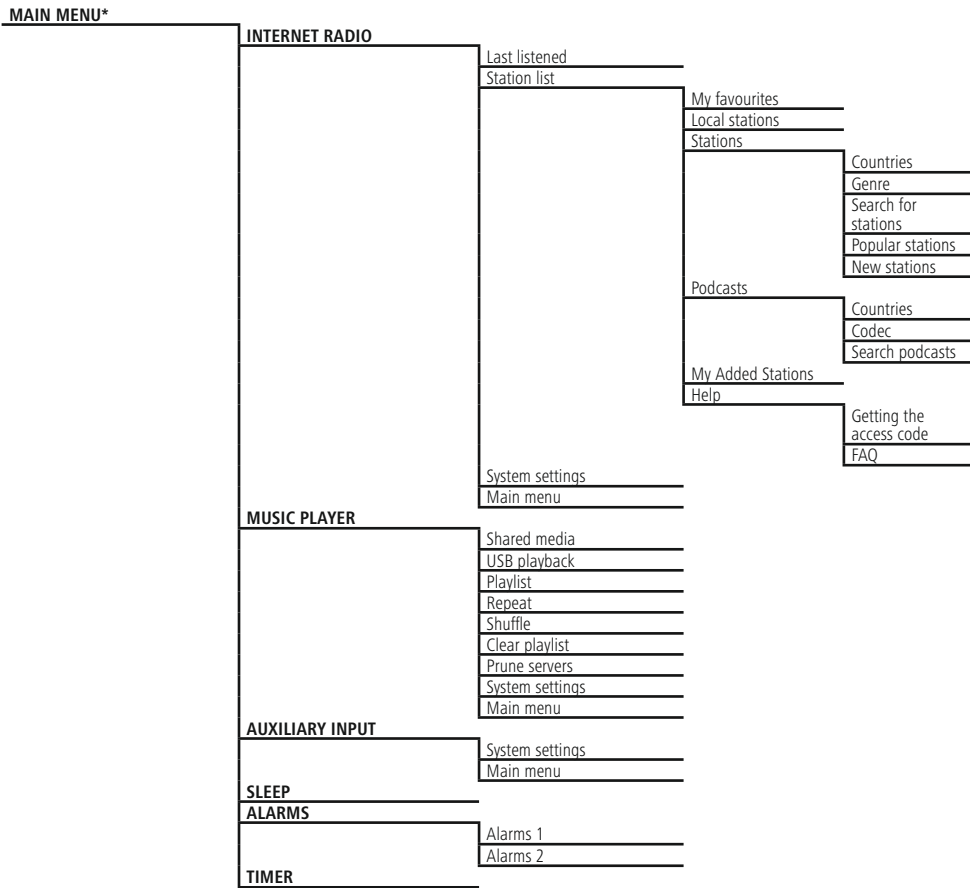 MAIN MENU*
INTERNET RADIO
Last listened
Station list
My favourites
Local stations
Stations
Countries
Genre
Search for
stations
Popular stations
New stations
Podcasts
Countries
Codec
Search podcasts
My Added Stations
Help
Getting the
access code
FAQ
System settings
Main menu
MUSIC PLAYER
Shared media
USB playback
Playlist
Repeat
Shuffle
Clear playlist
Prune servers
System settings
Main menu
AUXILIARY INPUT
System settings
Main menu
SLEEP
ALARMS
Alarms 1
Alarms 2
TIMER